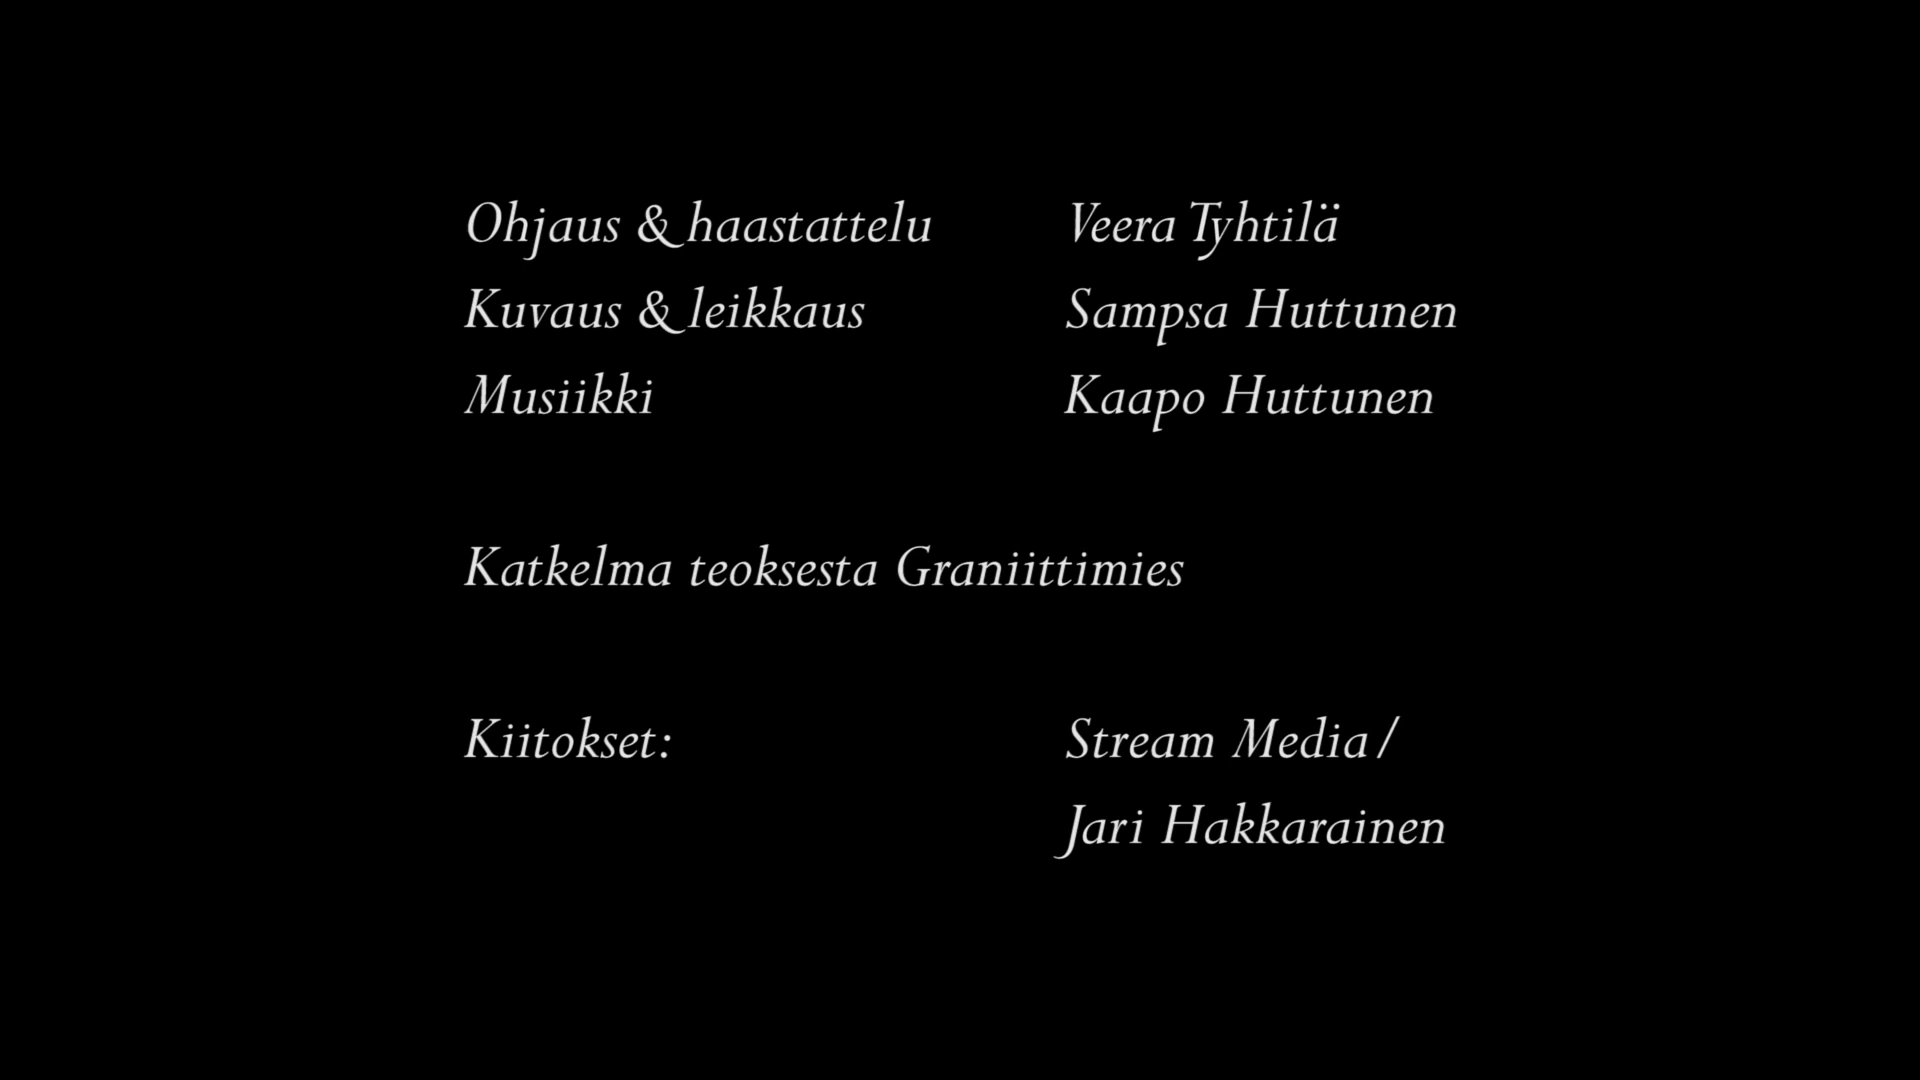 Ohjaus & haastattelu Veera Tyhtilä
Kuvaus & leikkaus Sampsa Huttunen
Musiikki Kaapo Huttunen
Katkelma teoksesta Graniittimies
Kiitokset: Stream Media /
Jari Hakkarainen